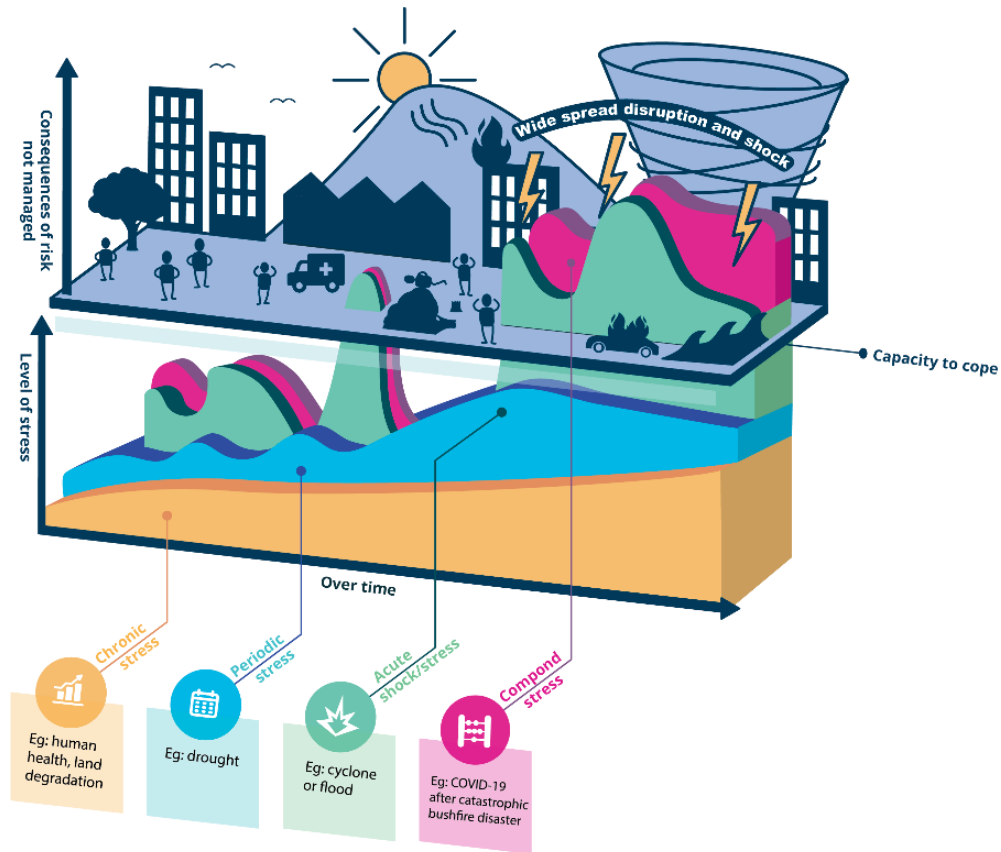 Wide spread disruption and shock
Consequences of risk
not managed
Capacity to cope
Level of stress
Over time
Chronic
stress
Periodic
stress
Acute
shock/stress
Compond
stress
Eg: human
health, land
degradation
Eg: drought
Eg: cyclone
or flood
Eg: COVID-19
after catastrophic
bushfire disaster